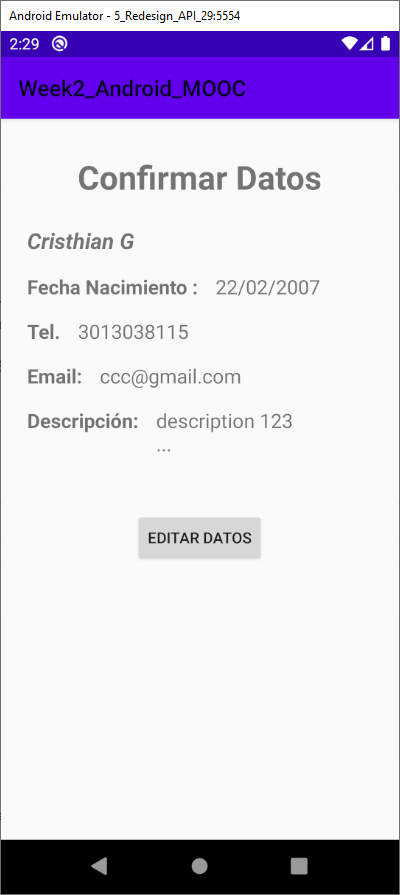 Android Emulator - 5_Redesign_API_29:5554
2:29
Week2_Android_MOOC
Confirmar Datos
Cristhian G
Fecha Nacimiento : 22/02/2007
Tel. 3013038115
Email: ccc@gmail.com
Descripción: description 123
...
EDITAR DATOS